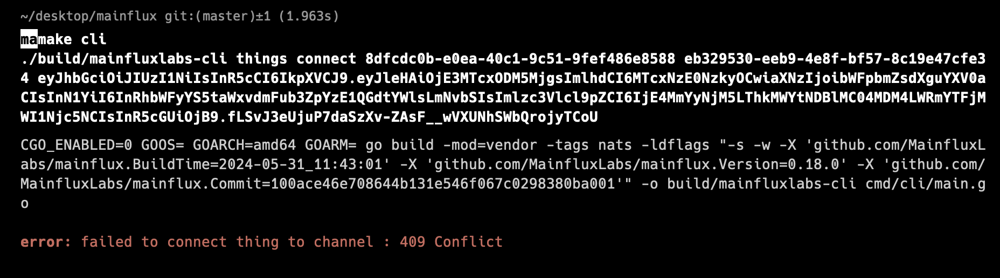 ~/desktop/mainflux git:(master)±1 (1.963s)
mamake cli
./build/mainfluxlabs-cli things connect 8dfcdc0b-e0ea-40c1-9c51-9fef486e8588 eb329530-eeb9-4e8f-bf57-8c19e47cfe3
4 eyJhbGciOiJIUzI1NiIsInR5cCI6IkpXVCJ9.eyJleHAiOjE3MTcxODM5MjgsImlhdCI6MTcxNzE0NzkyOCwiaXNzIjoibWFpbmZsdXguYXV0a
CIsInN1YiI6InRhbWFyYS5taWxvdmFub3ZpYzE1QGdtYWlsLmNvbSIsImlzc3Vlcl9pZCI6IjE4MmYyNjM5LThkMWYtNDBlMC04MDM4LWRmYTFjM
WI1Njc5NCIsInR5cGUiOjB9.fLSvJ3eUjuP7daSzXv-ZAsF__wVXUNhSWbQrojyTCoU
CGO_ENABLED=0 GOOS= GOARCH=amd64 GOARM= go build -mod=vendor -tags nats -ldflags "-s -w -X 'github.com/MainfluxL
abs/mainflux.BuildTime=2024-05-31_11:43:01' -X 'github.com/MainfluxLabs/mainflux.Version=0.18.0' -X 'github.com/
MainfluxLabs/mainflux.Commit=100ace46e708644b131e546f067c0298380ba001'" -o build/mainfluxlabs-cli cmd/cli/main.g
o
error: failed to connect thing to channel : 409 Conflict